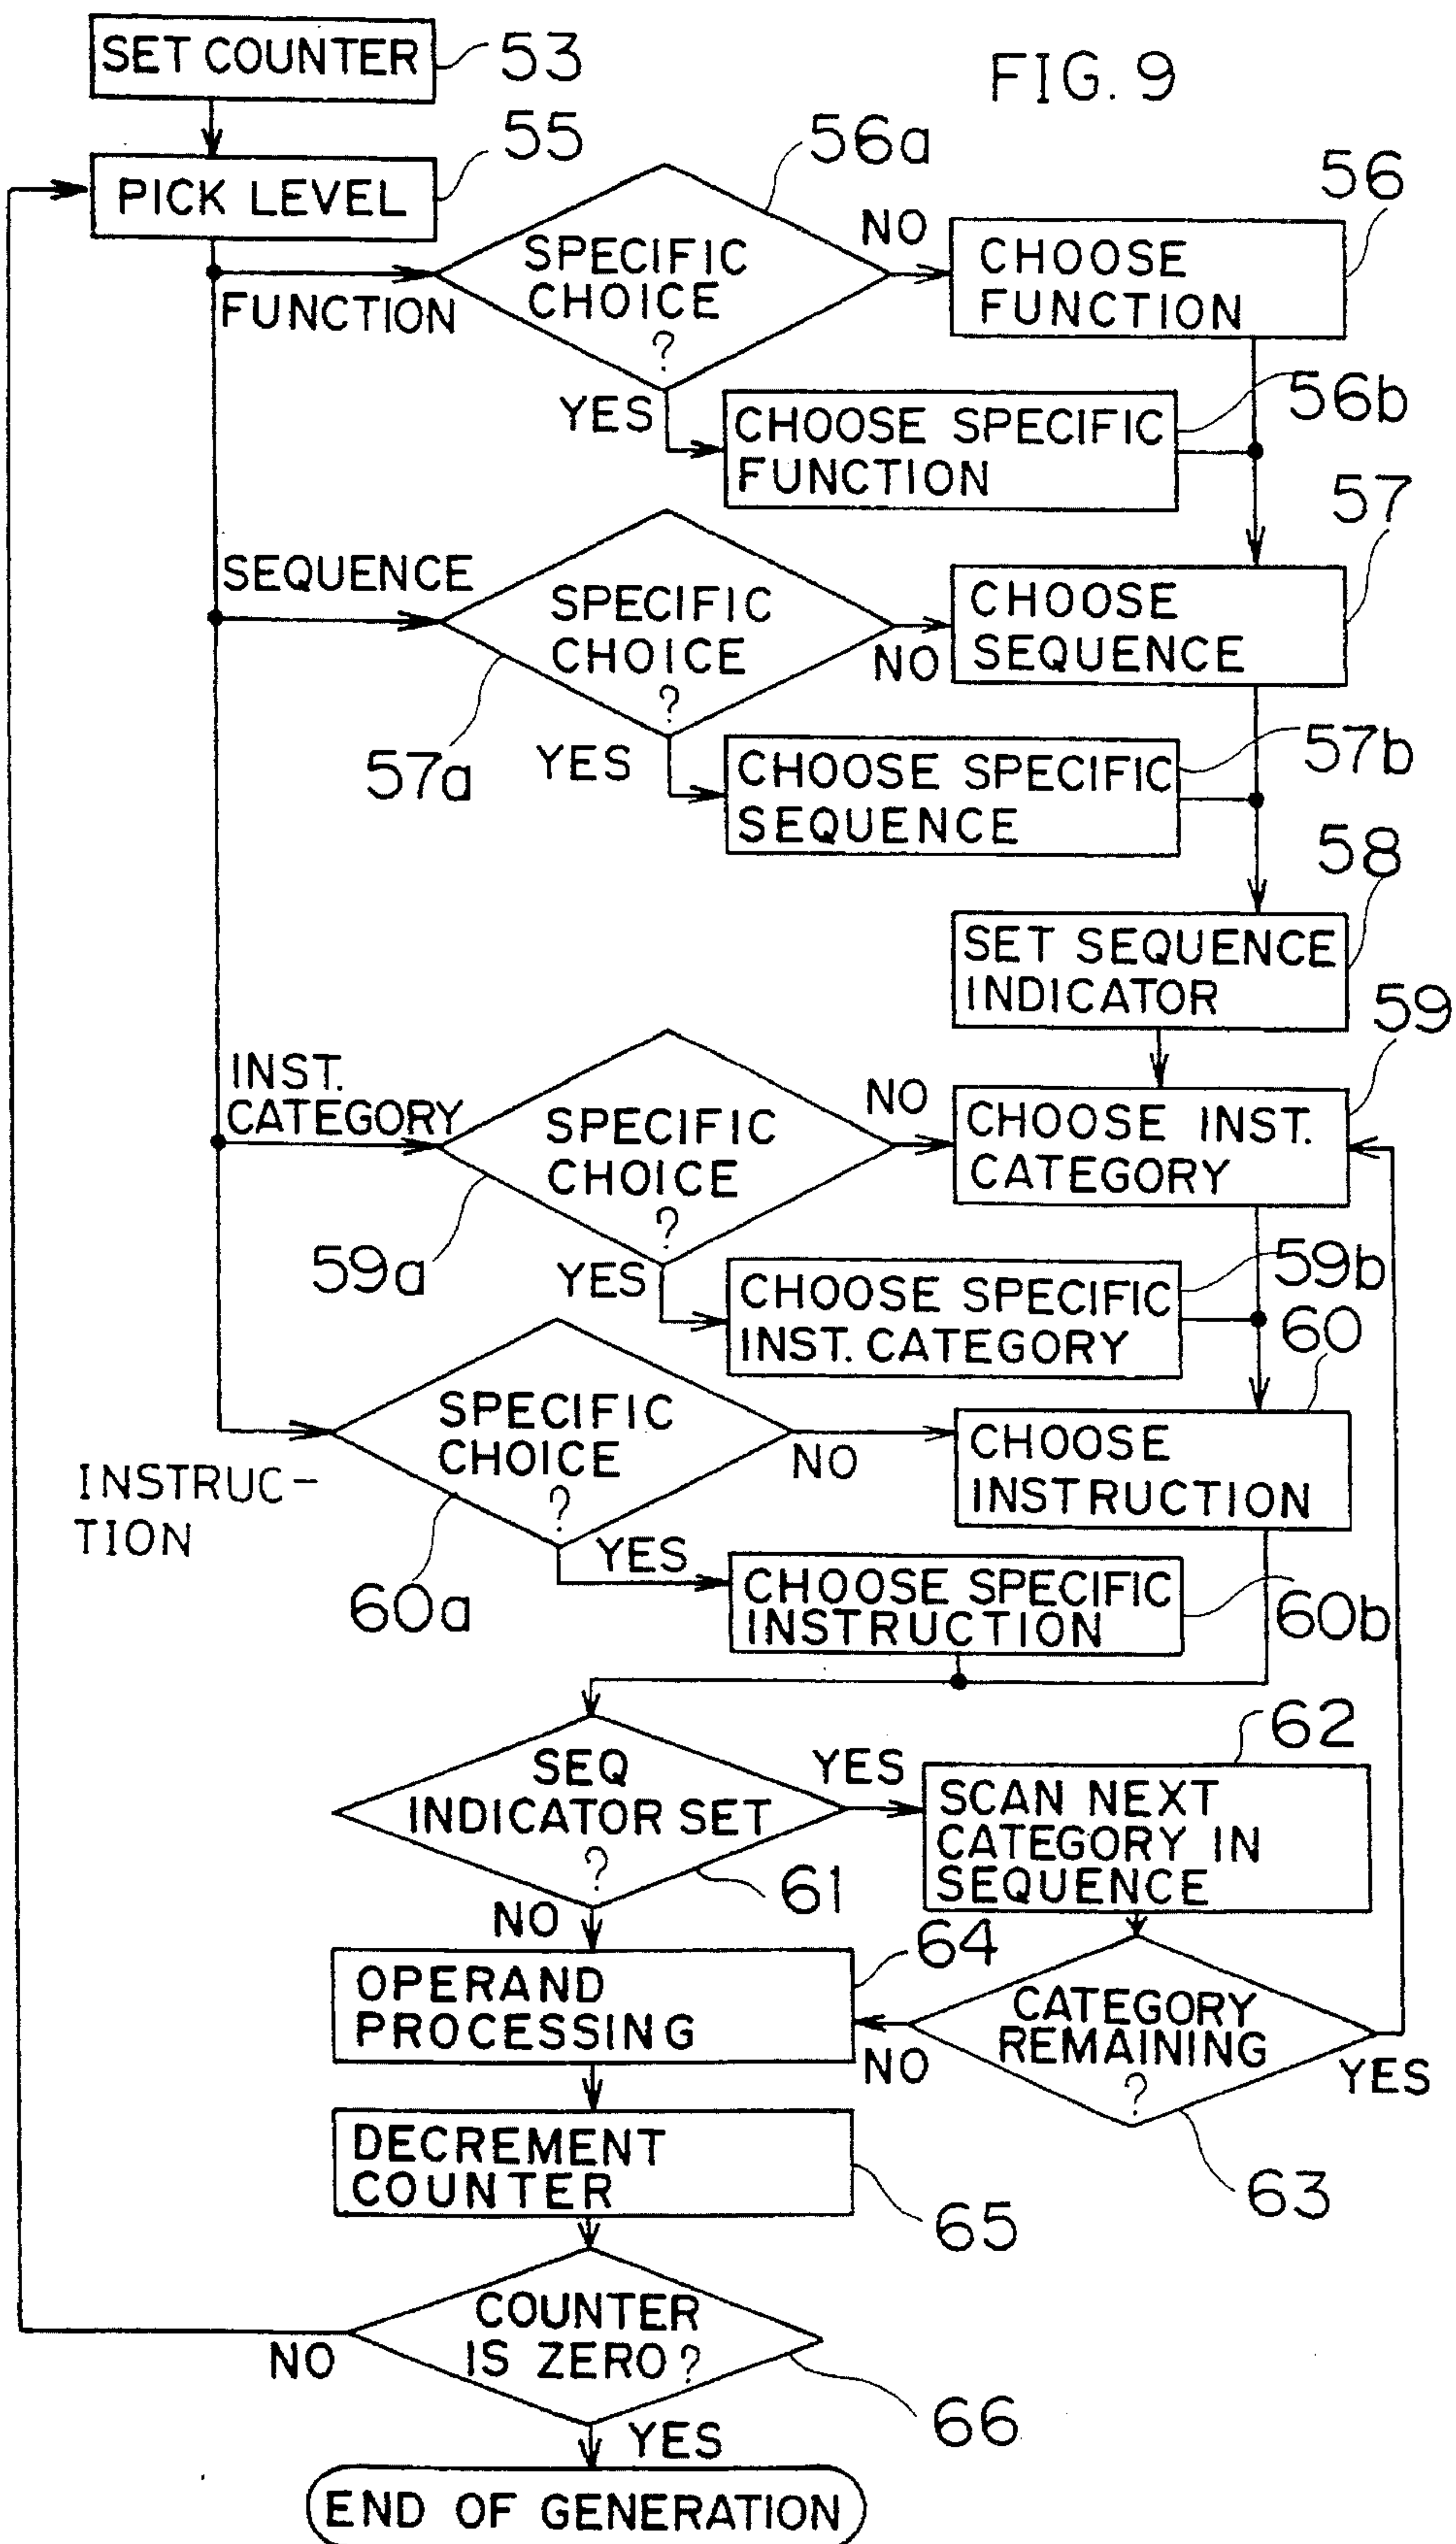 SET COUNTER
53
FIG. 9
PICK LEVEL
55
56a
56
FUNCTION
SPECIFIC
CHOICE
?
NO
CHOOSE
FUNCTION
YES
CHOOSE SPECIFIC
FUNCTION
56b
57
SEQUENCE
SPECIFIC
CHOICE
?
NO
CHOOSE
SEQUENCE
57a
YES
CHOOSE SPECIFIC
SEQUENCE
57b
58
SET SEQUENCE
INDICATOR
59
INST.
CATEGORY
SPECIFIC
CHOICE
?
NO
CHOOSE INST.
CATEGORY
59a
YES
CHOOSE SPECIFIC
INST. CATEGORY
59b
60
INSTRUC-
TION
SPECIFIC
CHOICE
?
NO
CHOOSE
INSTRUCTION
60a
YES
CHOOSE SPECIFIC
INSTRUCTION
60b
SEQ
INDICATOR SET
?
YES
61
62
SCAN NEXT
CATEGORY IN
SEQUENCE
NO
64
OPERAND
PROCESSING
CATEGORY
REMAINING
?
NO
YES
63
DECREMENT
COUNTER
65
COUNTER
IS ZERO?
NO
66
YES
END OF GENERATION